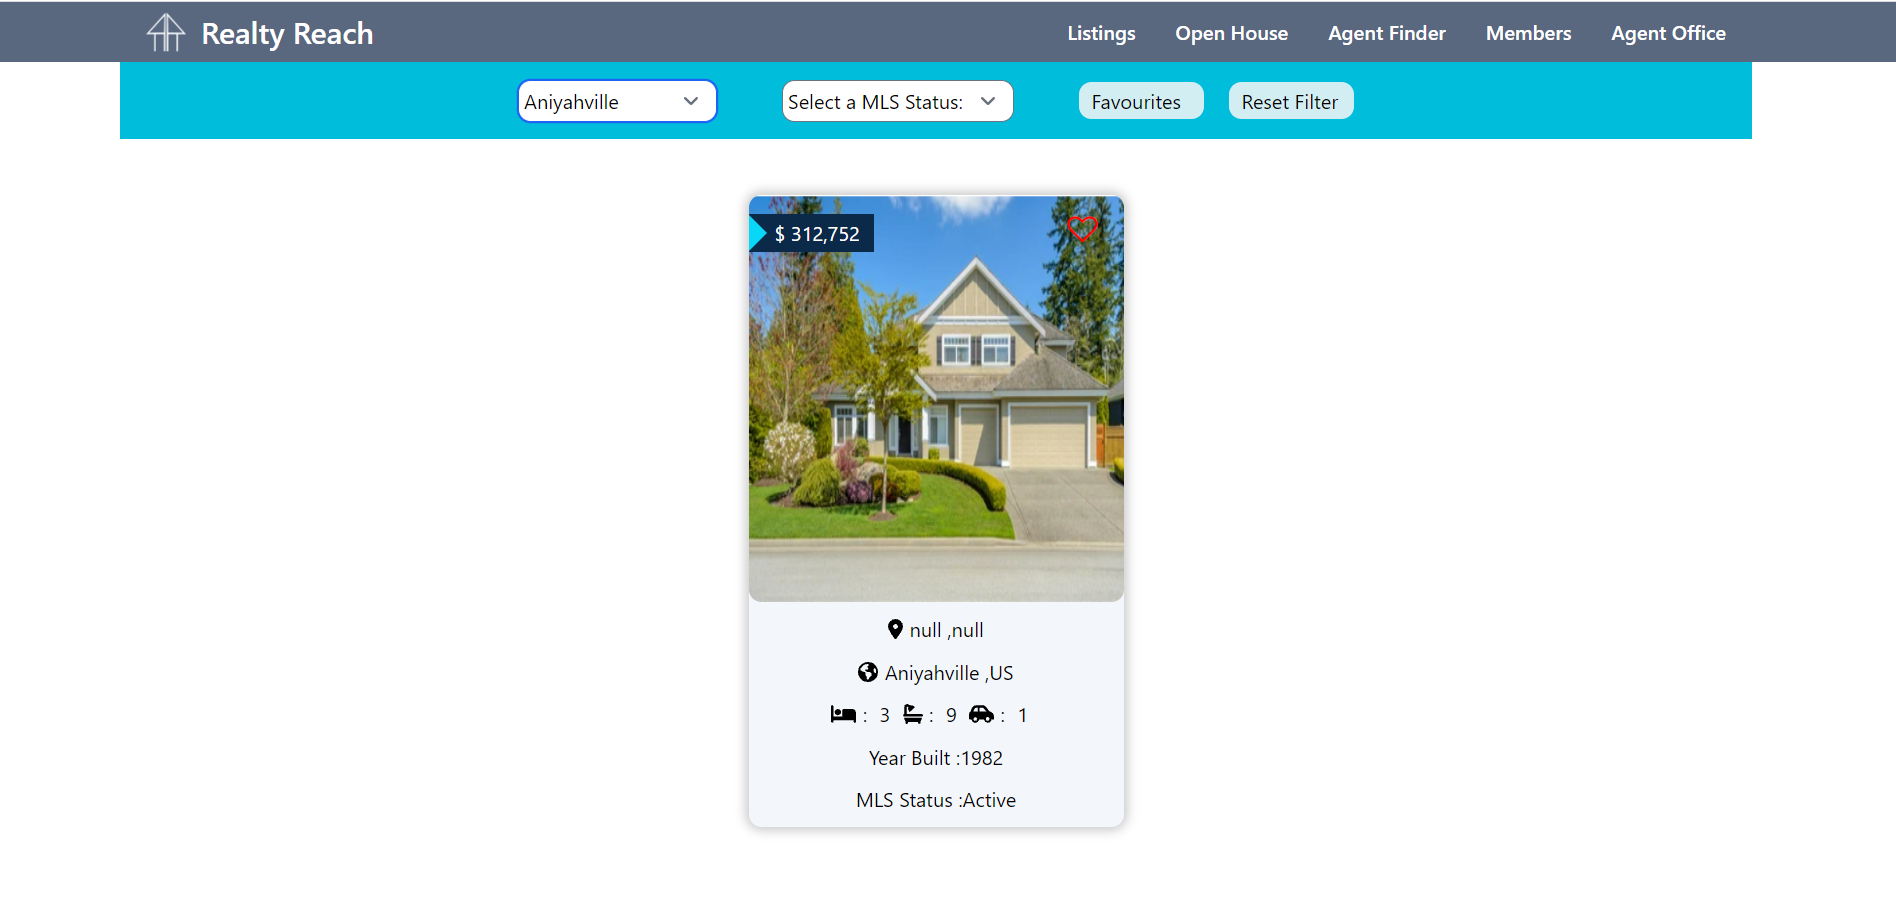 Realty Reach
Listings Open House Agent Finder Members Agent Office
Aniyahville Select a MLS Status: Favourites Reset Filter
$ 312,752
null ,null
Aniyahville ,US
: 3 : 9 : 1
Year Built :1982
MLS Status :Active